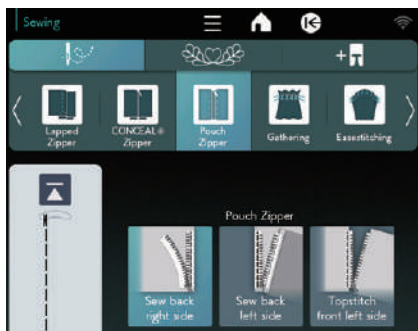 Sewing
Lapped
Zipper
CONCEAL®
Zipper
Pouch
Zipper
Gathering
Easestitching
Pouch Zipper
Sew back
right side
Sew back
left side
Topstitch
front left side